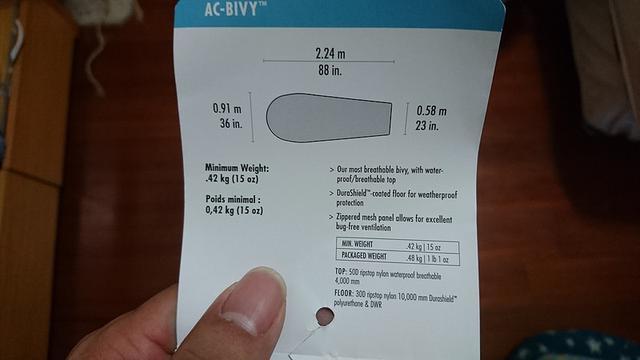 AC-BIVY™
2.24 m
88 in.
0.91 m
36 in.
0.58 m
23 in.
Minimum Weight:
.42 kg (15 oz)
Poids minimal :
0,42 kg (15 oz)
> Our most breathable bivy, with water-
proof/breathable top
> DuraShield™-coated floor for weatherproof
protection
> Zippered mesh panel allows for excellent
bug-free ventilation
MIN. WEIGHT .42 kg | 15 oz
PACKAGED WEIGHT .48 kg | 1 lb 1 oz
TOP: 50D ripstop nylon waterproof breathable
4,000 mm
FLOOR: 30D ripstop nylon 10,000 mm Durashield™
polyurethane & DWR